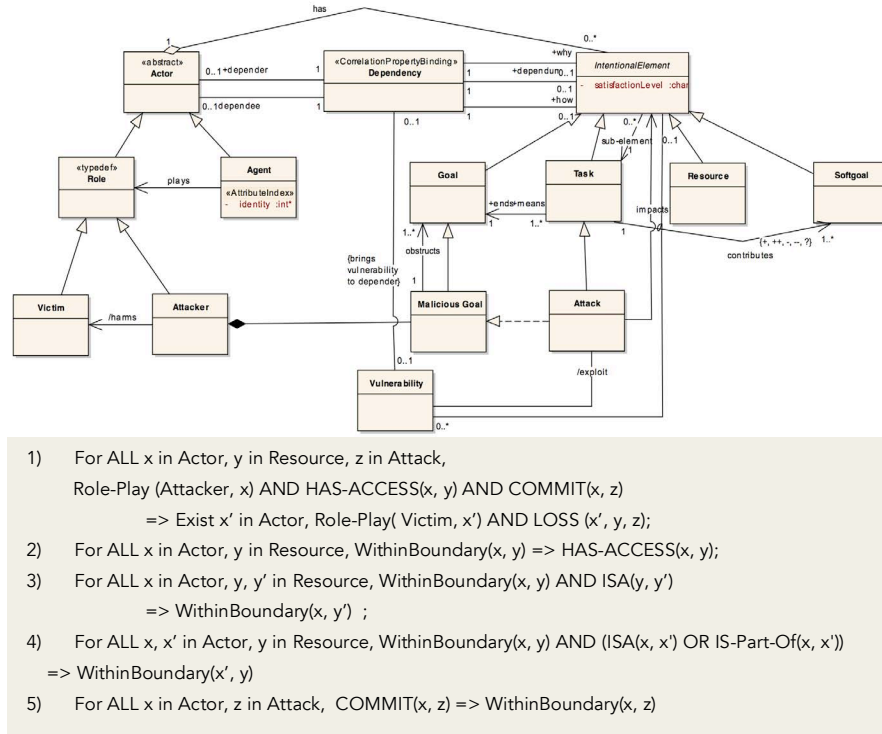 has
1
0..*
«abstract»
Actor
0..1 +depender
1
0..1dependee
1
«CorrelationPropertyBinding»
Dependency
+why
1
+dependum
0..1
1
0..1
+how
1
0..1
0..1
IntentionalElement
- satisfactionLevel :char
0..*
sub-element
1
0..1
«typedef»
Role
plays
Agent
«AttributeIndex»
- identity :int*
Goal
Task
Resource
Softgoal
+ends
+means
1
1..*
impacts
1..*
obstructs
1
1
{+, ++, -, --, ?}
1..*
contributes
{brings
vulnerability
to depender}
Victim
/harms
Attacker
Malicious Goal
Attack
0..1
/exploit
Vulnerability
0..*
1) For ALL x in Actor, y in Resource, z in Attack,
Role-Play (Attacker, x) AND HAS-ACCESS(x, y) AND COMMIT(x, z)
=> Exist x’ in Actor, Role-Play( Victim, x’) AND LOSS (x’, y, z);
2) For ALL x in Actor, y in Resource, WithinBoundary(x, y) => HAS-ACCESS(x, y);
3) For ALL x in Actor, y, y’ in Resource, WithinBoundary(x, y) AND ISA(y, y’)
=> WithinBoundary(x, y’) ;
4) For ALL x, x’ in Actor, y in Resource, WithinBoundary(x, y) AND (ISA(x, x') OR IS-Part-Of(x, x'))
=> WithinBoundary(x’, y)
5) For ALL x in Actor, z in Attack, COMMIT(x, z) => WithinBoundary(x, z)